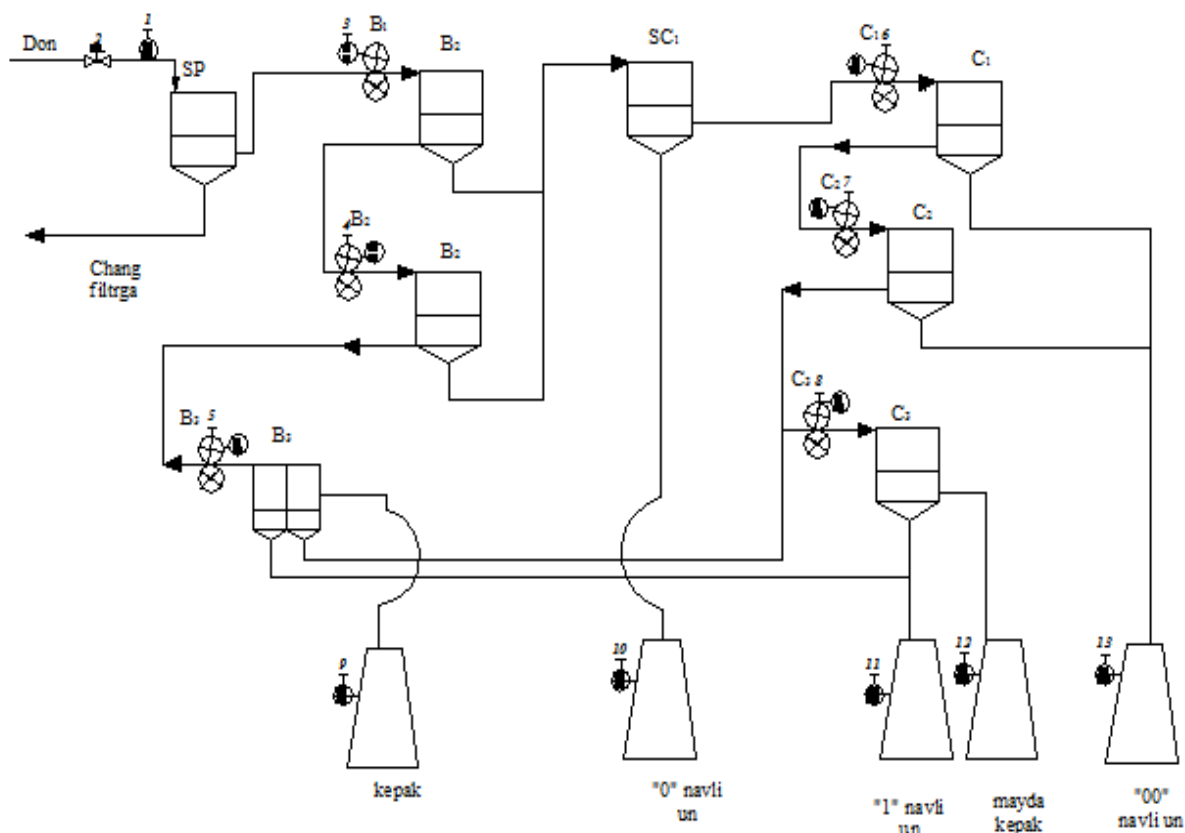 1
3
B₁
Don
2
B₂
SC₁
C₁ 6
C₁
SP
C₂ 7
C₂
4
B₂
B₂
Chang
filtrga
C₃ 8
C₃
B₃
5
B₃
9
10
11
12
13
kepak
"0" navli
un
"1" navli
un
mayda
kepak
"00"
navli un